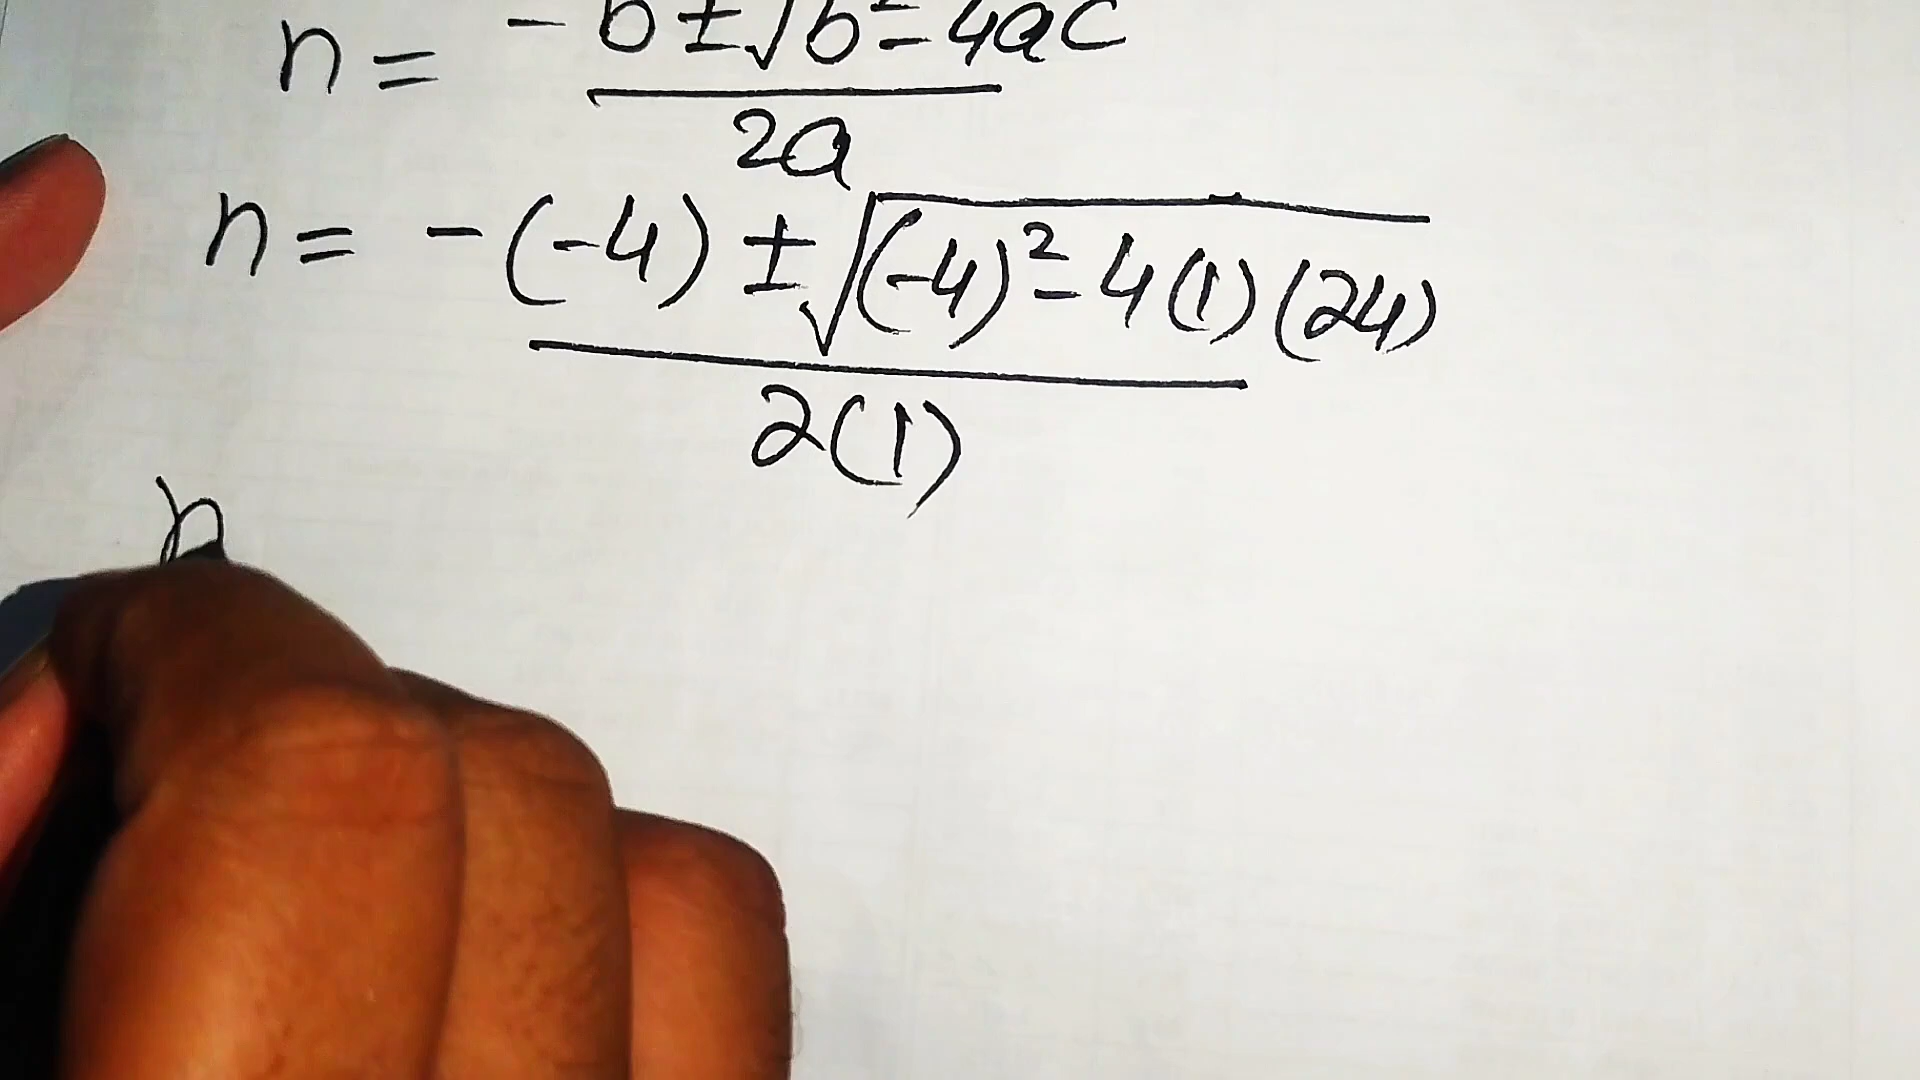 n = -b±√b²-4ac
2a
n = -(-4) ±√(-4)²-4(1)(24)
2(1)
n